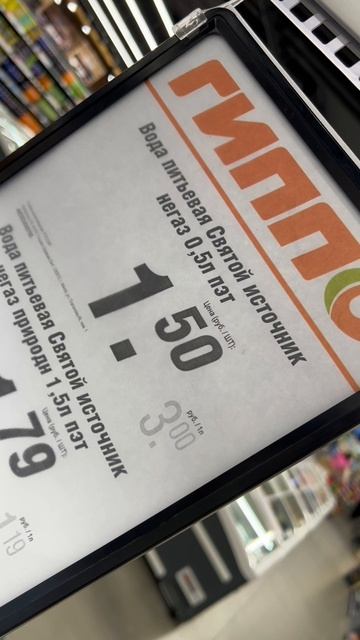 ГИППО
Вода питьевая Святой источник
негаз 0,5л пэт
Цена (руб. / шт):
1.50
руб. / 1л
3.00
Вода питьевая Святой источник
негаз природн 1,5л пэт
Цена (руб. / шт):
1.79
руб. / 1л
1.19